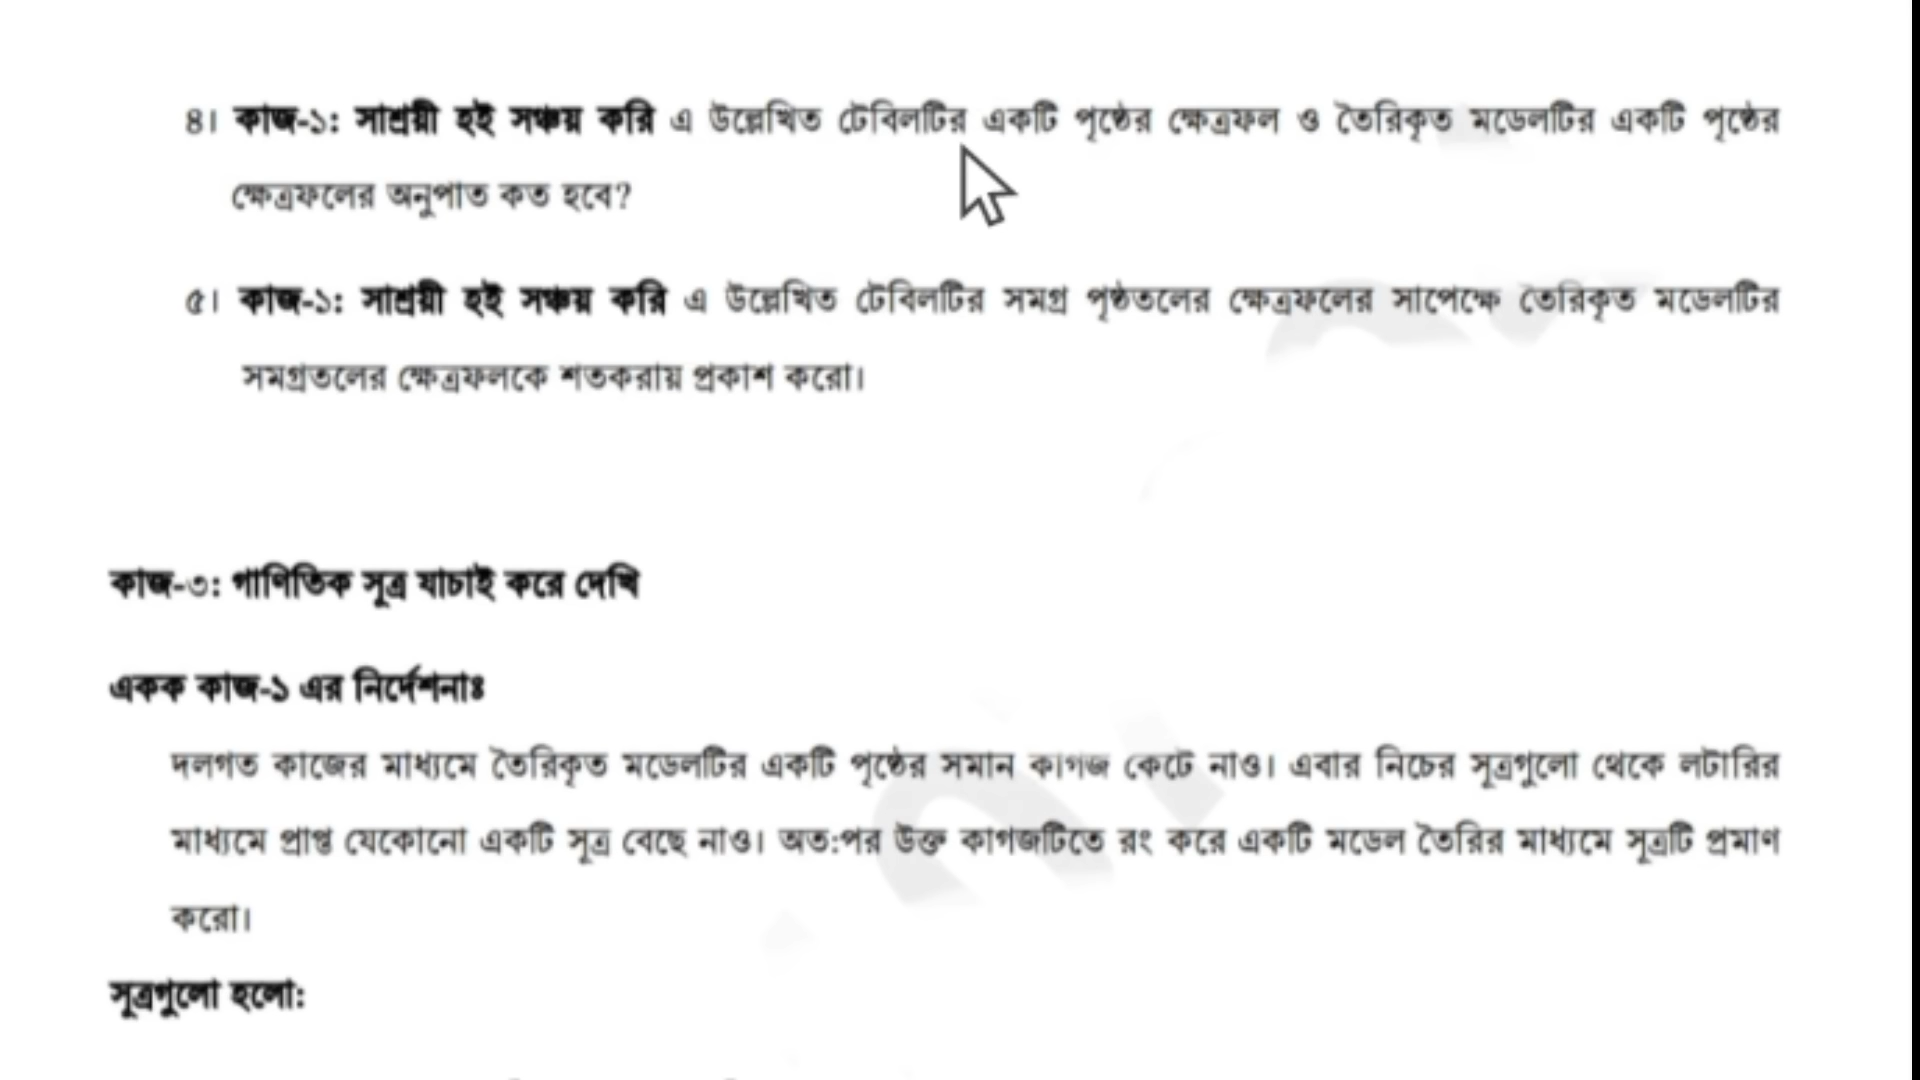 ৪। কাজ-১: সাশ্রয়ী হই সঞ্চয় করি এ উল্লেখিত টেবিলটির একটি পৃষ্ঠের ক্ষেত্রফল ও তৈরিকৃত মডেলটির একটি পৃষ্ঠের
ক্ষেত্রফলের অনুপাত কত হবে?
৫। কাজ-১: সাশ্রয়ী হই সঞ্চয় করি এ উল্লেখিত টেবিলটির সমগ্র পৃষ্ঠতলের ক্ষেত্রফলের সাপেক্ষে তৈরিকৃত মডেলটির
সমগ্রতলের ক্ষেত্রফলকে শতকরায় প্রকাশ করো।
কাজ-৩: গাণিতিক সূত্র যাচাই করে দেখি
একক কাজ-১ এর নির্দেশনাঃ
দলগত কাজের মাধ্যমে তৈরিকৃত মডেলটির একটি পৃষ্ঠের সমান কাগজ কেটে নাও। এবার নিচের সূত্রগুলো থেকে লটারির
মাধ্যমে প্রাপ্ত যেকোনো একটি সূত্র বেছে নাও। অত:পর উক্ত কাগজটিতে রং করে একটি মডেল তৈরির মাধ্যমে সূত্রটি প্রমাণ
করো।
সূত্রগুলো হলো: